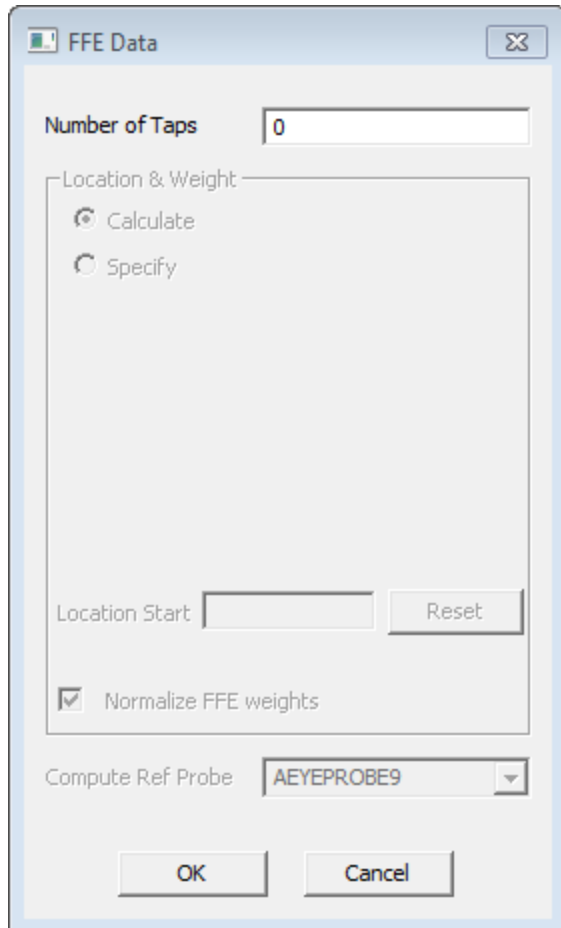 FFE Data
Number of Taps 0
Location & Weight
Calculate
Specify
Location Start Reset
Normalize FFE weights
Compute Ref Probe AEYEPROBE9
OK Cancel